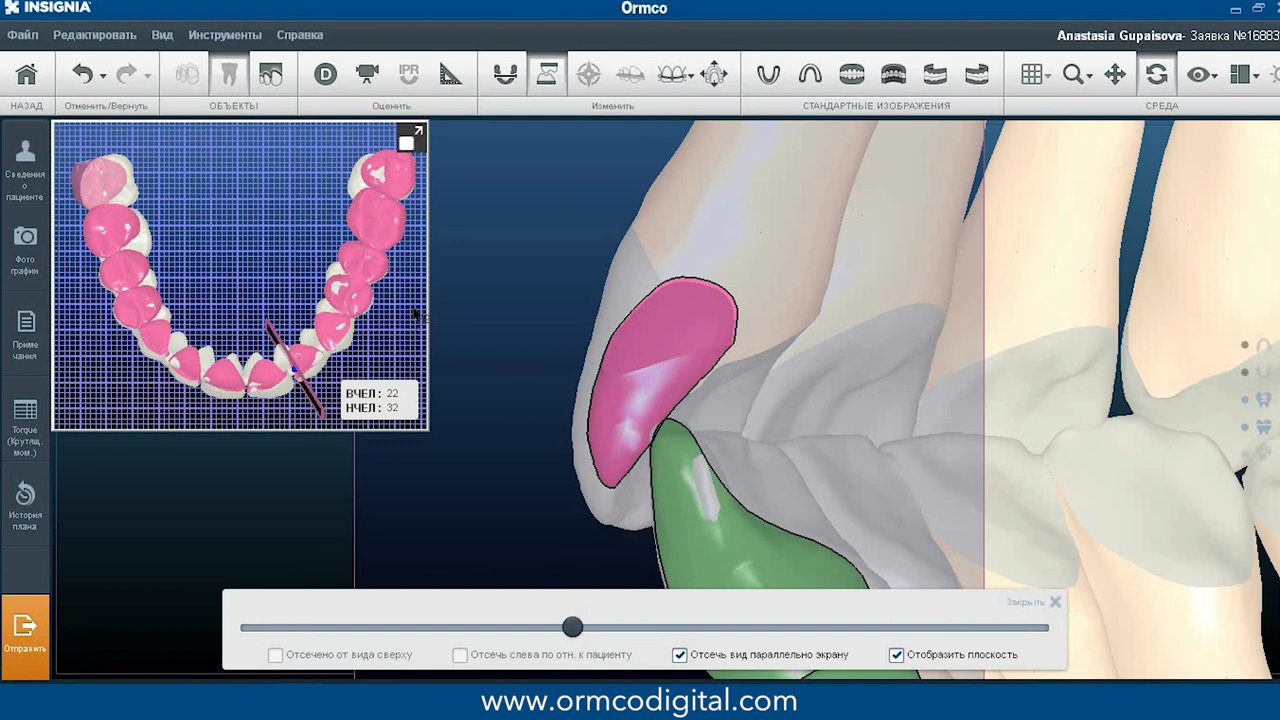 INSIGNIA
Ormco
Файл Редактировать Вид Инструменты Справка
Anastasia Gupaisova- Заявка №16883
D
IPR
НАЗАД Отменить/Вернуть ОБЪЕКТЫ Оценить Изменить СТАНДАРТНЫЕ ИЗОБРАЖЕНИЯ СРЕДА
Сведения
о
пациенте
Фото
графии
Приме
чания
Torque
(Крутящ.
мом.)
История
плана
Отправить
ВЧЕЛ: 22
НЧЕЛ: 32
Закрыть
Отсечено от вида сверху Отсечь слева по отн. к пациенту Отсечь вид параллельно экрану Отобразить плоскость
www.ormcodigital.com